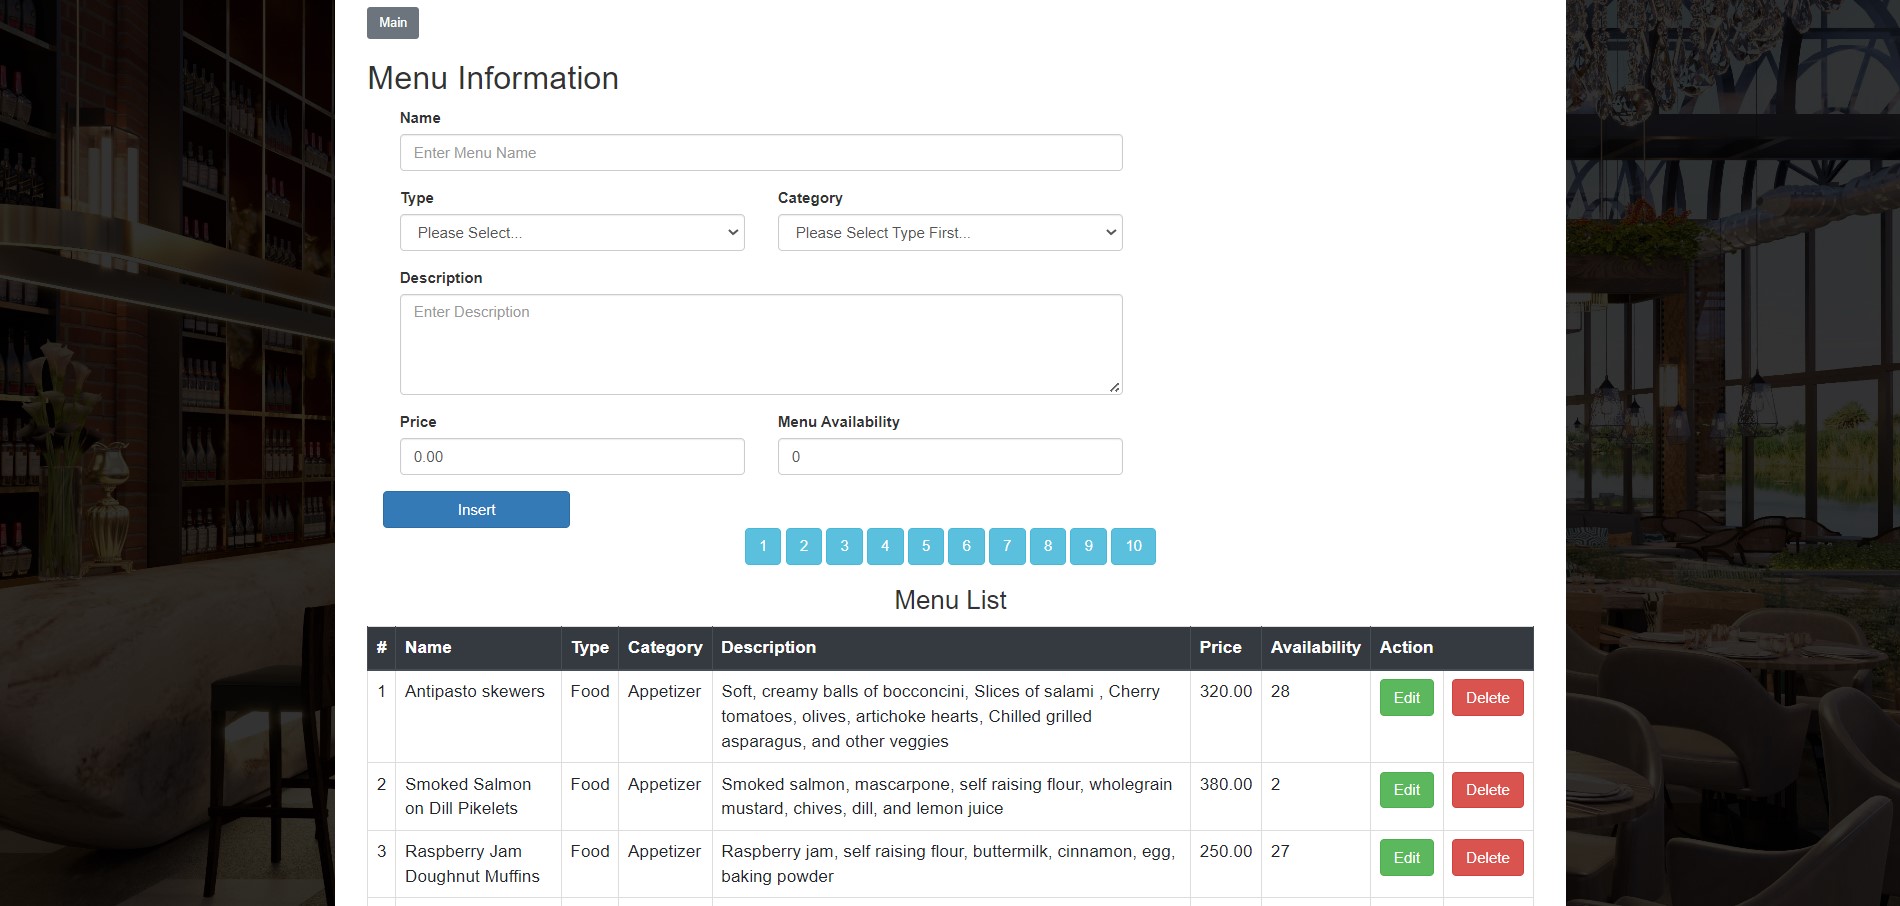 Main
Menu Information
Name
Enter Menu Name
Type Category
Please Select... Please Select Type First...
Description
Enter Description
Price Menu Availability
0.00 0
Insert
1 2 3 4 5 6 7 8 9 10
Menu List
# Name Type Category Description Price Availability Action
1 Antipasto skewers Food Appetizer Soft, creamy balls of bocconcini, Slices of salami , Cherry 320.00 28 Edit Delete
tomatoes, olives, artichoke hearts, Chilled grilled
asparagus, and other veggies
2 Smoked Salmon Food Appetizer Smoked salmon, mascarpone, self raising flour, wholegrain 380.00 2 Edit Delete
on Dill Pikelets mustard, chives, dill, and lemon juice
3 Raspberry Jam Food Appetizer Raspberry jam, self raising flour, buttermilk, cinnamon, egg, 250.00 27 Edit Delete
Doughnut Muffins baking powder